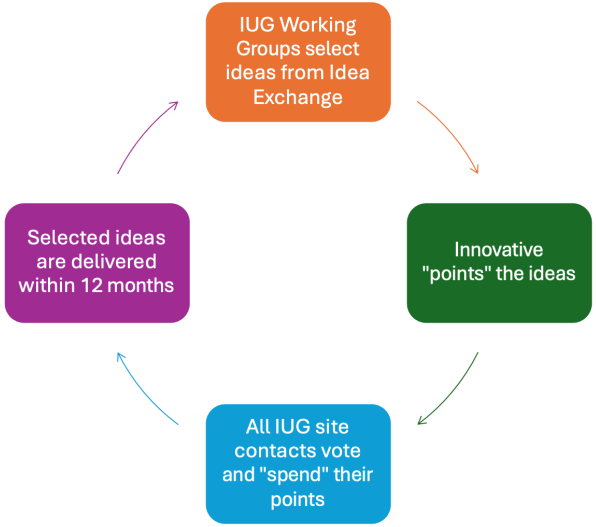 IUG Working
Groups select
ideas from Idea
Exchange
Innovative
"points" the ideas
All IUG site
contacts vote
and "spend" their
points
Selected ideas
are delivered
within 12 months